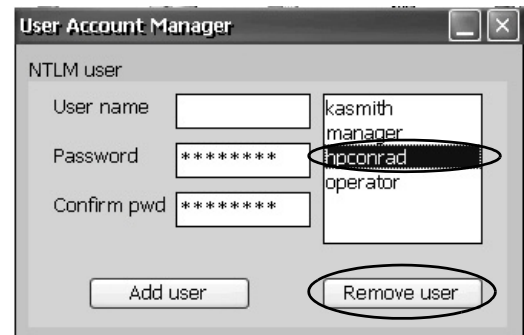 User Account Manager
NTLM user
User name
kasmith
manager
Password ********
hpconrad
operator
Confirm pwd ********
Add user
Remove user